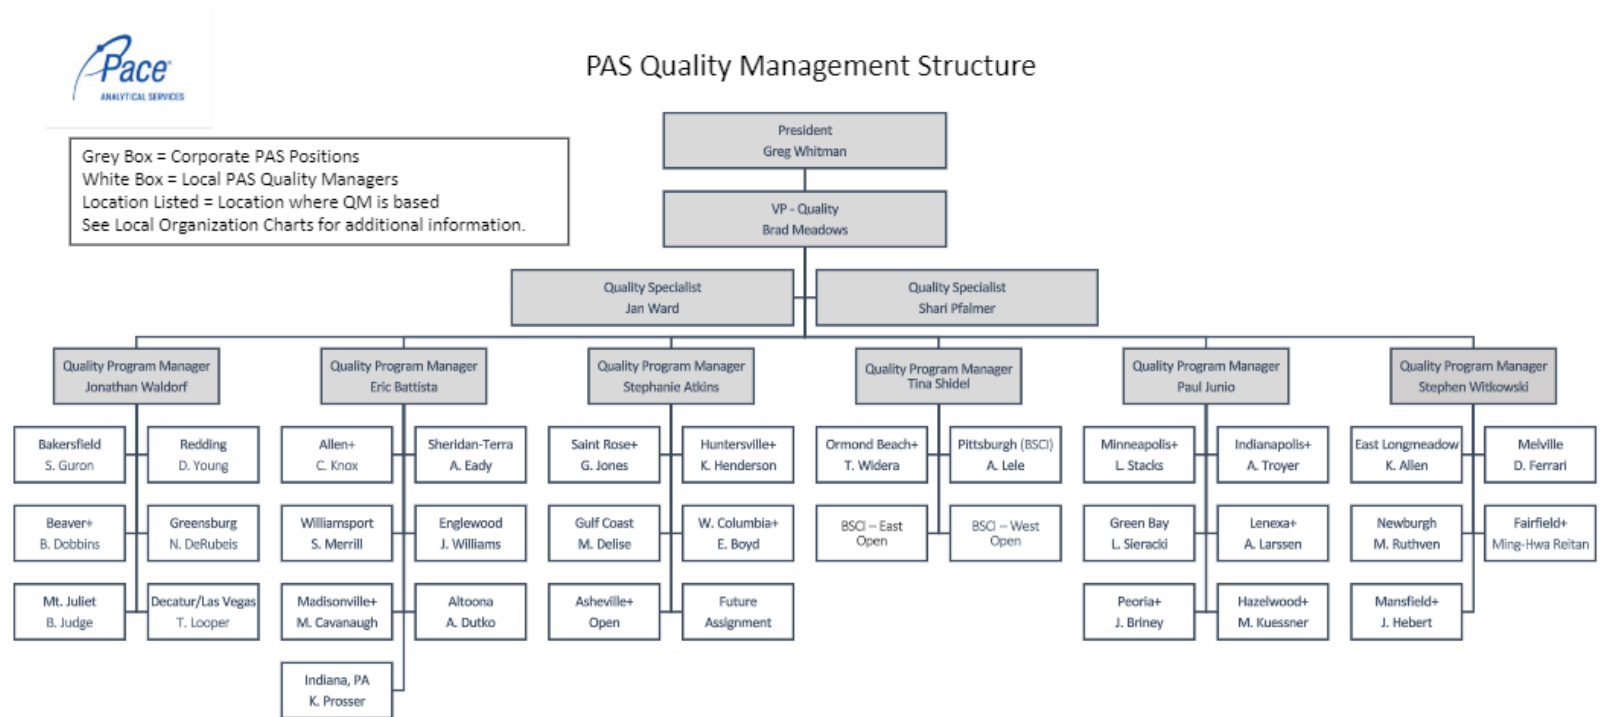 Pace®
ANALYTICAL SERVICES
PAS Quality Management Structure
Grey Box = Corporate PAS Positions
White Box = Local PAS Quality Managers
Location Listed = Location where QM is based
See Local Organization Charts for additional information.
President
Greg Whitman
VP - Quality
Brad Meadows
Quality Specialist
Jan Ward
Quality Specialist
Shari Pfalmer
Quality Program Manager
Jonathan Waldorf
Quality Program Manager
Eric Battista
Quality Program Manager
Stephanie Atkins
Quality Program Manager
Tina Shidel
Quality Program Manager
Paul Junio
Quality Program Manager
Stephen Witkowski
Bakersfield
S. Guron
Redding
D. Young
Allen+
C. Knox
Sheridan-Terra
A. Eady
Saint Rose+
G. Jones
Huntersville+
K. Henderson
Ormond Beach+
T. Widera
Pittsburgh (BSCI)
A. Lele
Minneapolis+
L. Stacks
Indianapolis+
A. Troyer
East Longmeadow
K. Allen
Melville
D. Ferrari
Beaver+
B. Dobbins
Greensburg
N. DeRubeis
Williamsport
S. Merrill
Englewood
J. Williams
Gulf Coast
M. Delise
W. Columbia+
E. Boyd
BSCI – East
Open
BSCI – West
Open
Green Bay
L. Sieracki
Lenexa+
A. Larssen
Newburgh
M. Ruthven
Fairfield+
Ming-Hwa Reitan
Mt. Juliet
B. Judge
Decatur/Las Vegas
T. Looper
Madisonville+
M. Cavanaugh
Altoona
A. Dutko
Asheville+
Open
Future
Assignment
Peoria+
J. Briney
Hazelwood+
M. Kuessner
Mansfield+
J. Hebert
Indiana, PA
K. Prosser